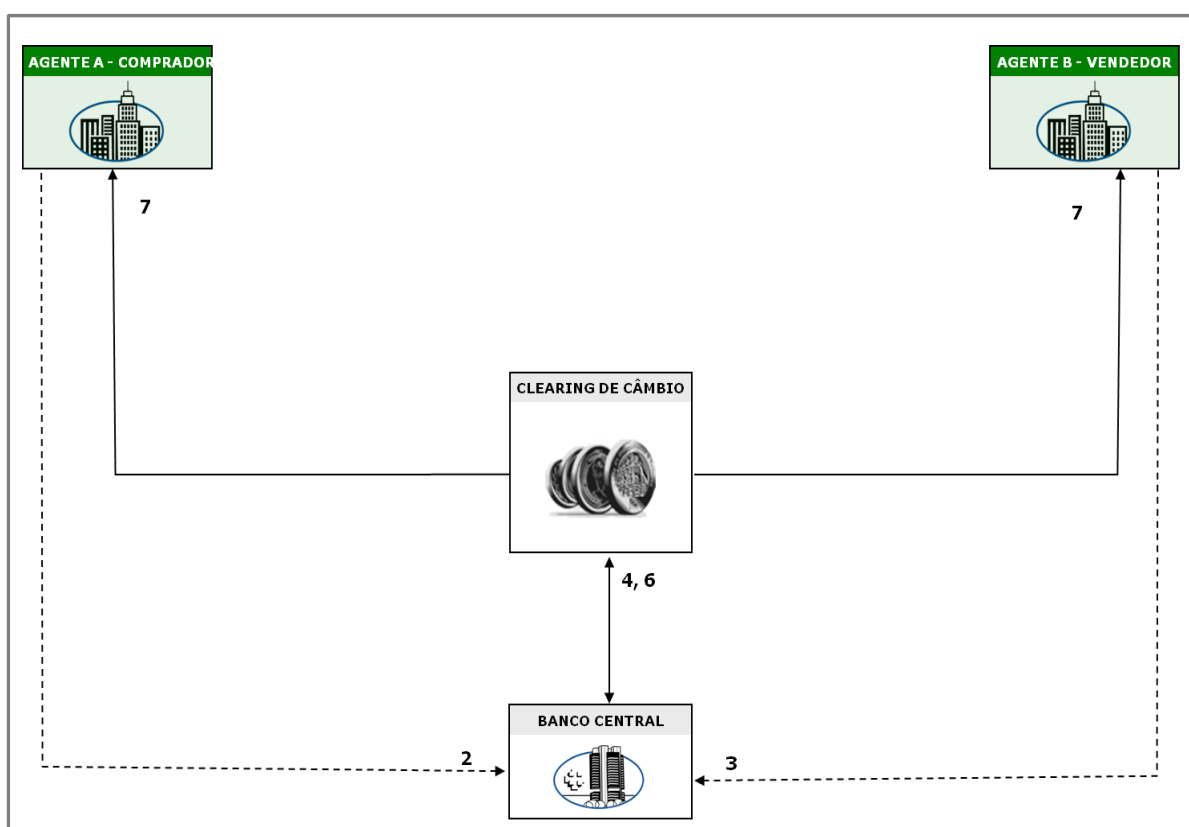 AGENTE A - COMPRADOR
AGENTE B - VENDEDOR
7
7
CLEARING DE CÂMBIO
4, 6
BANCO CENTRAL
2
3